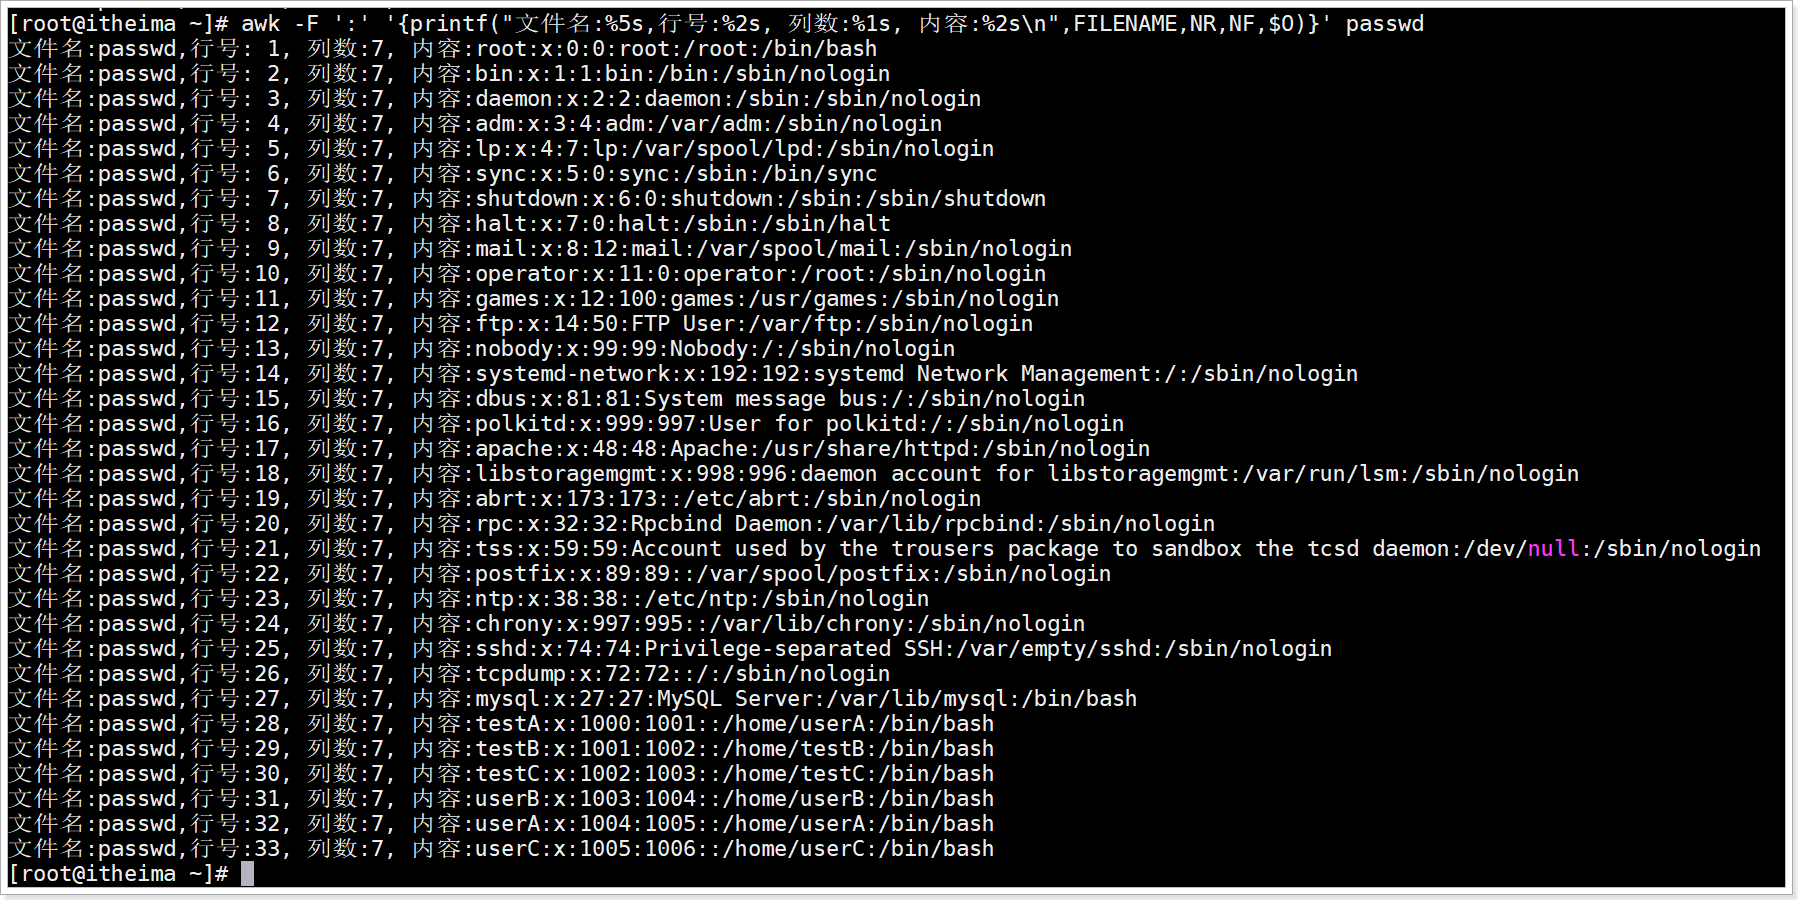 [root@itheima ~]# awk -F ':' '{printf("文件名:%5s,行号:%2s, 列数:%1s, 内容:%2s\n",FILENAME,NR,NF,$O)}' passwd
文件名:passwd,行号: 1, 列数:7, 内容:root:x:0:0:root:/root:/bin/bash
文件名:passwd,行号: 2, 列数:7, 内容:bin:x:1:1:bin:/bin:/sbin/nologin
文件名:passwd,行号: 3, 列数:7, 内容:daemon:x:2:2:daemon:/sbin:/sbin/nologin
文件名:passwd,行号: 4, 列数:7, 内容:adm:x:3:4:adm:/var/adm:/sbin/nologin
文件名:passwd,行号: 5, 列数:7, 内容:lp:x:4:7:lp:/var/spool/lpd:/sbin/nologin
文件名:passwd,行号: 6, 列数:7, 内容:sync:x:5:0:sync:/sbin:/bin/sync
文件名:passwd,行号: 7, 列数:7, 内容:shutdown:x:6:0:shutdown:/sbin:/sbin/shutdown
文件名:passwd,行号: 8, 列数:7, 内容:halt:x:7:0:halt:/sbin:/sbin/halt
文件名:passwd,行号: 9, 列数:7, 内容:mail:x:8:12:mail:/var/spool/mail:/sbin/nologin
文件名:passwd,行号:10, 列数:7, 内容:operator:x:11:0:operator:/root:/sbin/nologin
文件名:passwd,行号:11, 列数:7, 内容:games:x:12:100:games:/usr/games:/sbin/nologin
文件名:passwd,行号:12, 列数:7, 内容:ftp:x:14:50:FTP User:/var/ftp:/sbin/nologin
文件名:passwd,行号:13, 列数:7, 内容:nobody:x:99:99:Nobody:/:/sbin/nologin
文件名:passwd,行号:14, 列数:7, 内容:systemd-network:x:192:192:systemd Network Management:/:/sbin/nologin
文件名:passwd,行号:15, 列数:7, 内容:dbus:x:81:81:System message bus:/:/sbin/nologin
文件名:passwd,行号:16, 列数:7, 内容:polkitd:x:999:997:User for polkitd:/:/sbin/nologin
文件名:passwd,行号:17, 列数:7, 内容:apache:x:48:48:Apache:/usr/share/httpd:/sbin/nologin
文件名:passwd,行号:18, 列数:7, 内容:libstoragemgmt:x:998:996:daemon account for libstoragemgmt:/var/run/lsm:/sbin/nologin
文件名:passwd,行号:19, 列数:7, 内容:abrt:x:173:173::/etc/abrt:/sbin/nologin
文件名:passwd,行号:20, 列数:7, 内容:rpc:x:32:32:Rpcbind Daemon:/var/lib/rpcbind:/sbin/nologin
文件名:passwd,行号:21, 列数:7, 内容:tss:x:59:59:Account used by the trousers package to sandbox the tcsd daemon:/dev/null:/sbin/nologin
文件名:passwd,行号:22, 列数:7, 内容:postfix:x:89:89::/var/spool/postfix:/sbin/nologin
文件名:passwd,行号:23, 列数:7, 内容:ntp:x:38:38::/etc/ntp:/sbin/nologin
文件名:passwd,行号:24, 列数:7, 内容:chrony:x:997:995::/var/lib/chrony:/sbin/nologin
文件名:passwd,行号:25, 列数:7, 内容:sshd:x:74:74:Privilege-separated SSH:/var/empty/sshd:/sbin/nologin
文件名:passwd,行号:26, 列数:7, 内容:tcpdump:x:72:72::/:/sbin/nologin
文件名:passwd,行号:27, 列数:7, 内容:mysql:x:27:27:MySQL Server:/var/lib/mysql:/bin/bash
文件名:passwd,行号:28, 列数:7, 内容:testA:x:1000:1001::/home/userA:/bin/bash
文件名:passwd,行号:29, 列数:7, 内容:testB:x:1001:1002::/home/testB:/bin/bash
文件名:passwd,行号:30, 列数:7, 内容:testC:x:1002:1003::/home/testC:/bin/bash
文件名:passwd,行号:31, 列数:7, 内容:userB:x:1003:1004::/home/userB:/bin/bash
文件名:passwd,行号:32, 列数:7, 内容:userA:x:1004:1005::/home/userA:/bin/bash
文件名:passwd,行号:33, 列数:7, 内容:userC:x:1005:1006::/home/userC:/bin/bash
[root@itheima ~]#